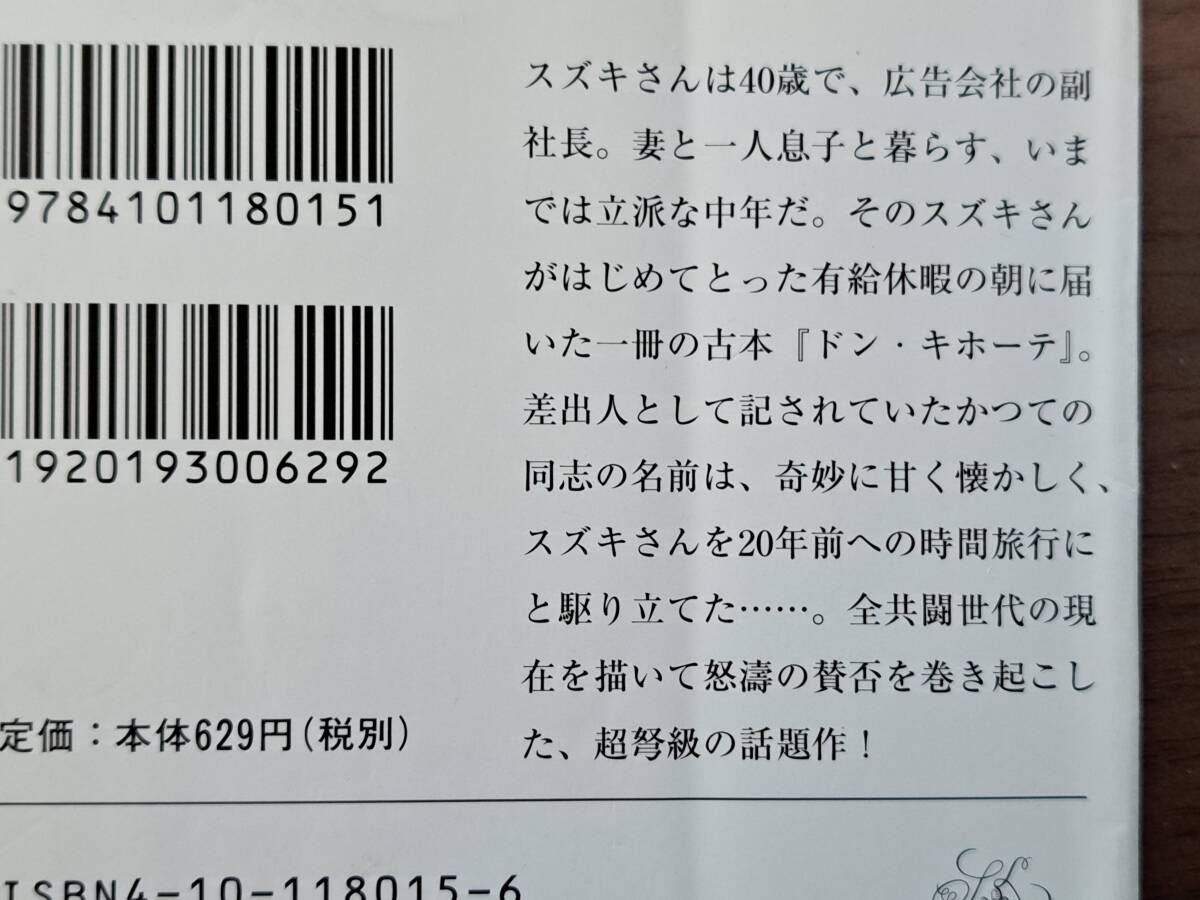 9784101180151
1920193006292
定価：本体629円(税別)
ISBN4-10-118015-6
スズキさんは40歳で、広告会社の副
社長。妻と一人息子と暮らす、いま
では立派な中年だ。そのスズキさん
がはじめてとった有給休暇の朝に届
いた一冊の古本『ドン・キホーテ』。
差出人として記されていたかつての
同志の名前は、奇妙に甘く懐かしく、
スズキさんを20年前への時間旅行に
と駆り立てた……。全共闘世代の現
在を描いて怒濤の賛否を巻き起こし
た、超弩級の話題作！